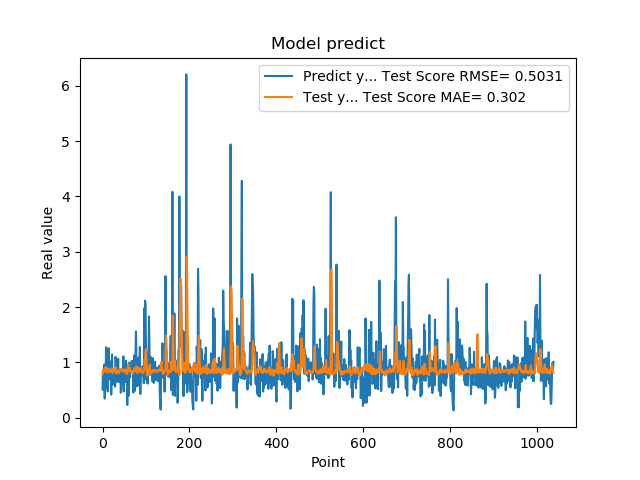 Model predict
Predict y... Test Score RMSE= 0.5031
Test y... Test Score MAE= 0.302
Real value
6
5
4
3
2
1
0
0 200 400 600 800 1000
Point